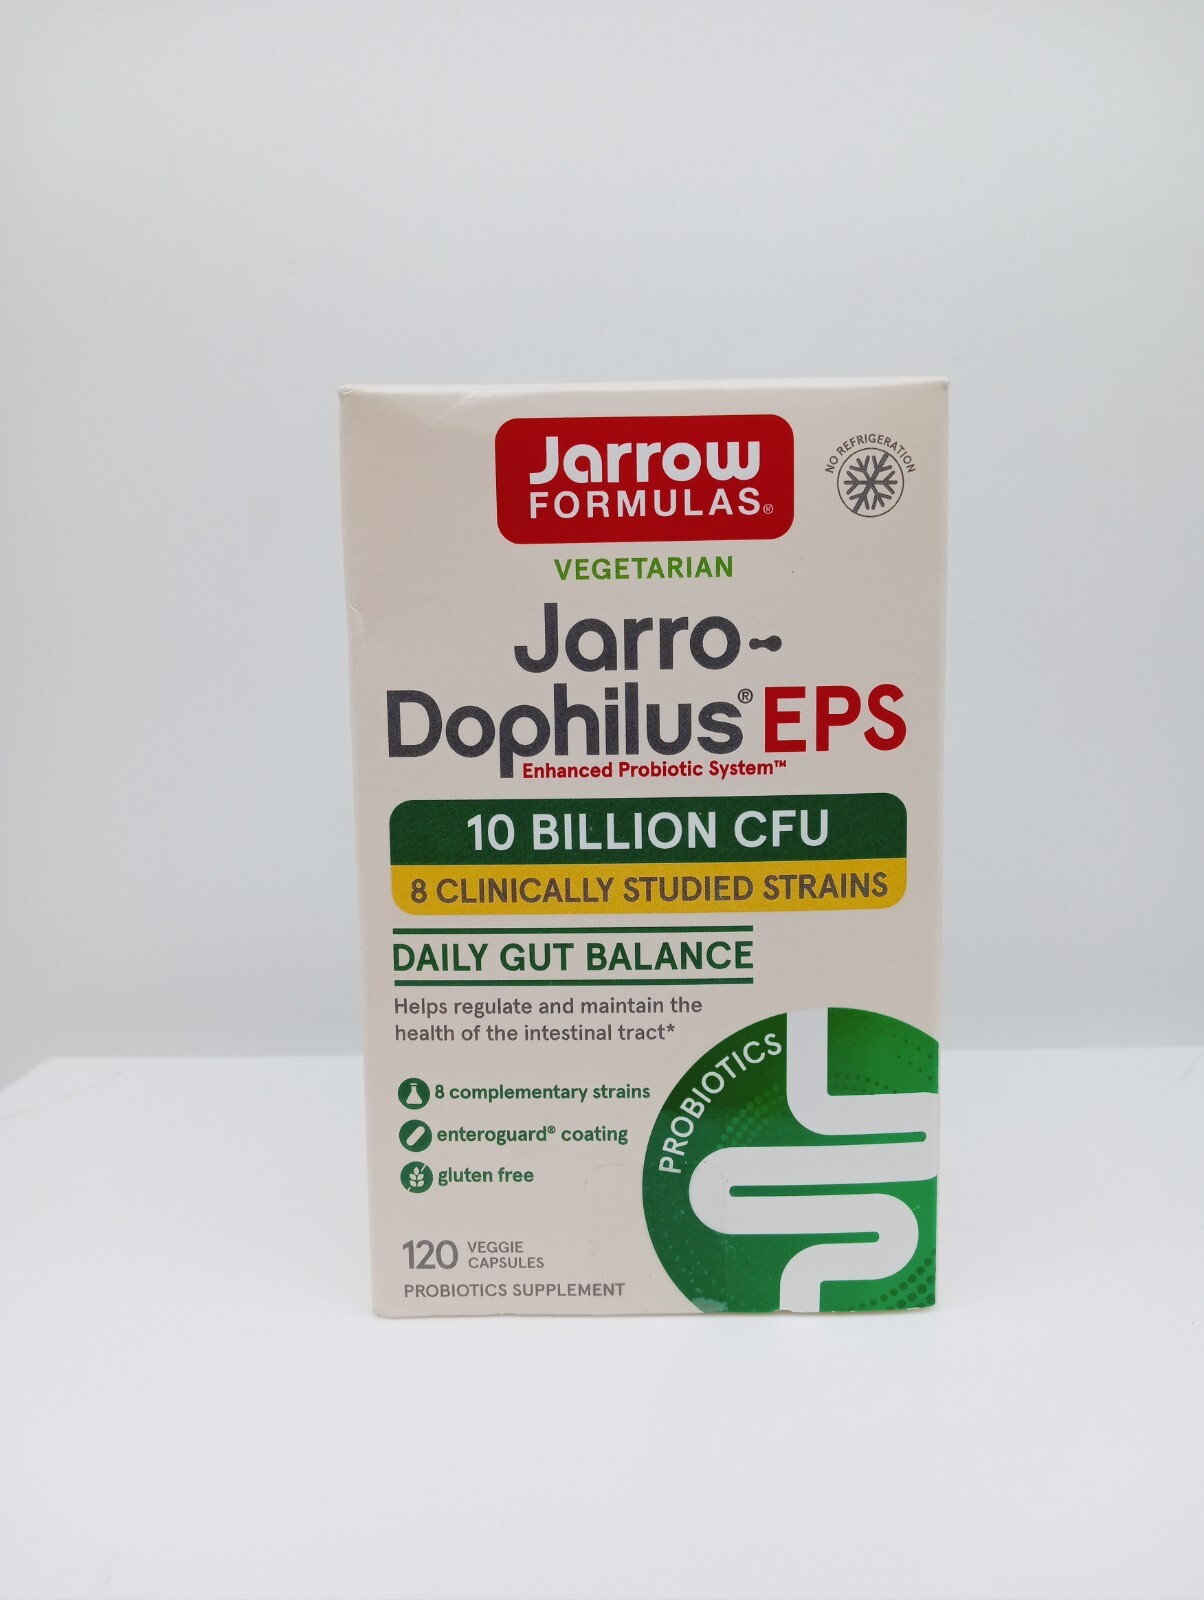 Jarrow
FORMULAS®
NO REFRIGERATION
VEGETARIAN
Jarro-
Dophilus® EPS
Enhanced Probiotic System™
10 BILLION CFU
8 CLINICALLY STUDIED STRAINS
DAILY GUT BALANCE
Helps regulate and maintain the
health of the intestinal tract*
PROBIOTICS
8 complementary strains
enteroguard® coating
gluten free
120 VEGGIE
CAPSULES
PROBIOTICS SUPPLEMENT